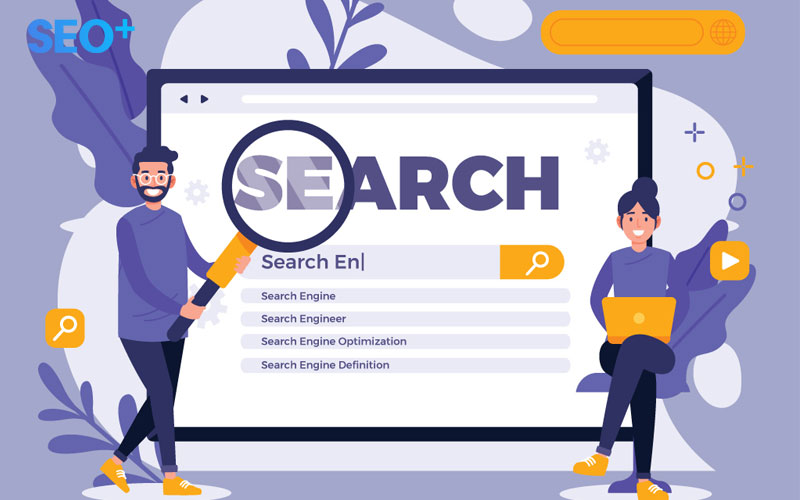 SEO+
SEARCH
Search En|
Search Engine
Search Engineer
Search Engine Optimization
Search Engine Definition